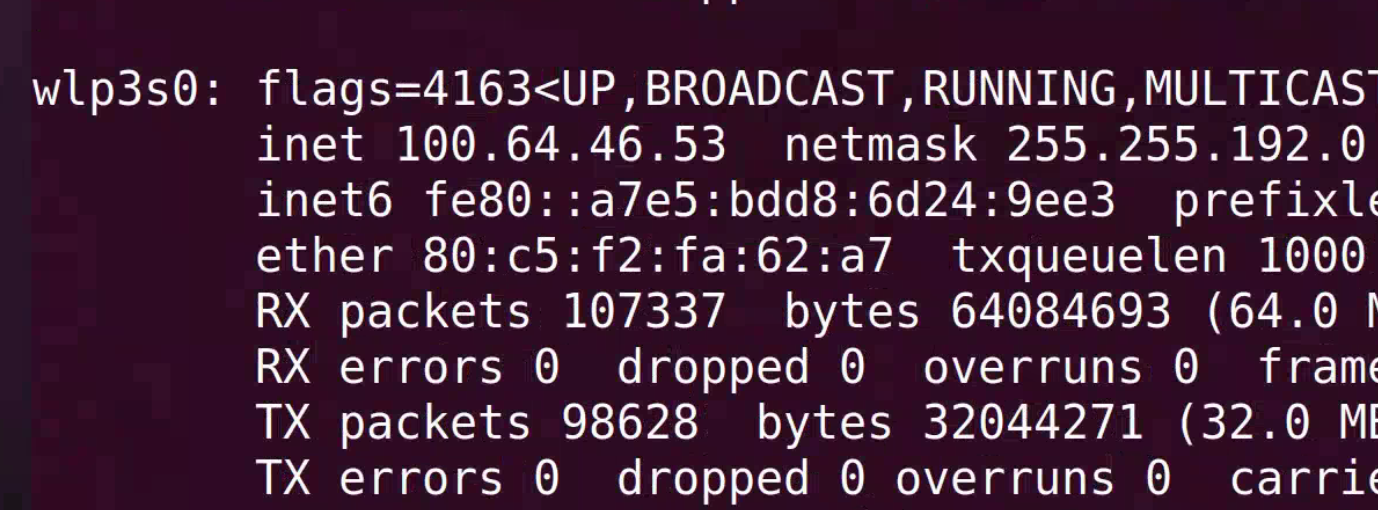 wlp3s0: flags=4163<UP,BROADCAST,RUNNING,MULTICAST
inet 100.64.46.53 netmask 255.255.192.0
inet6 fe80::a7e5:bdd8:6d24:9ee3 prefixle
ether 80:c5:f2:fa:62:a7 txqueuelen 1000
RX packets 107337 bytes 64084693 (64.0 M
RX errors 0 dropped 0 overruns 0 frame
TX packets 98628 bytes 32044271 (32.0 MB
TX errors 0 dropped 0 overruns 0 carrie